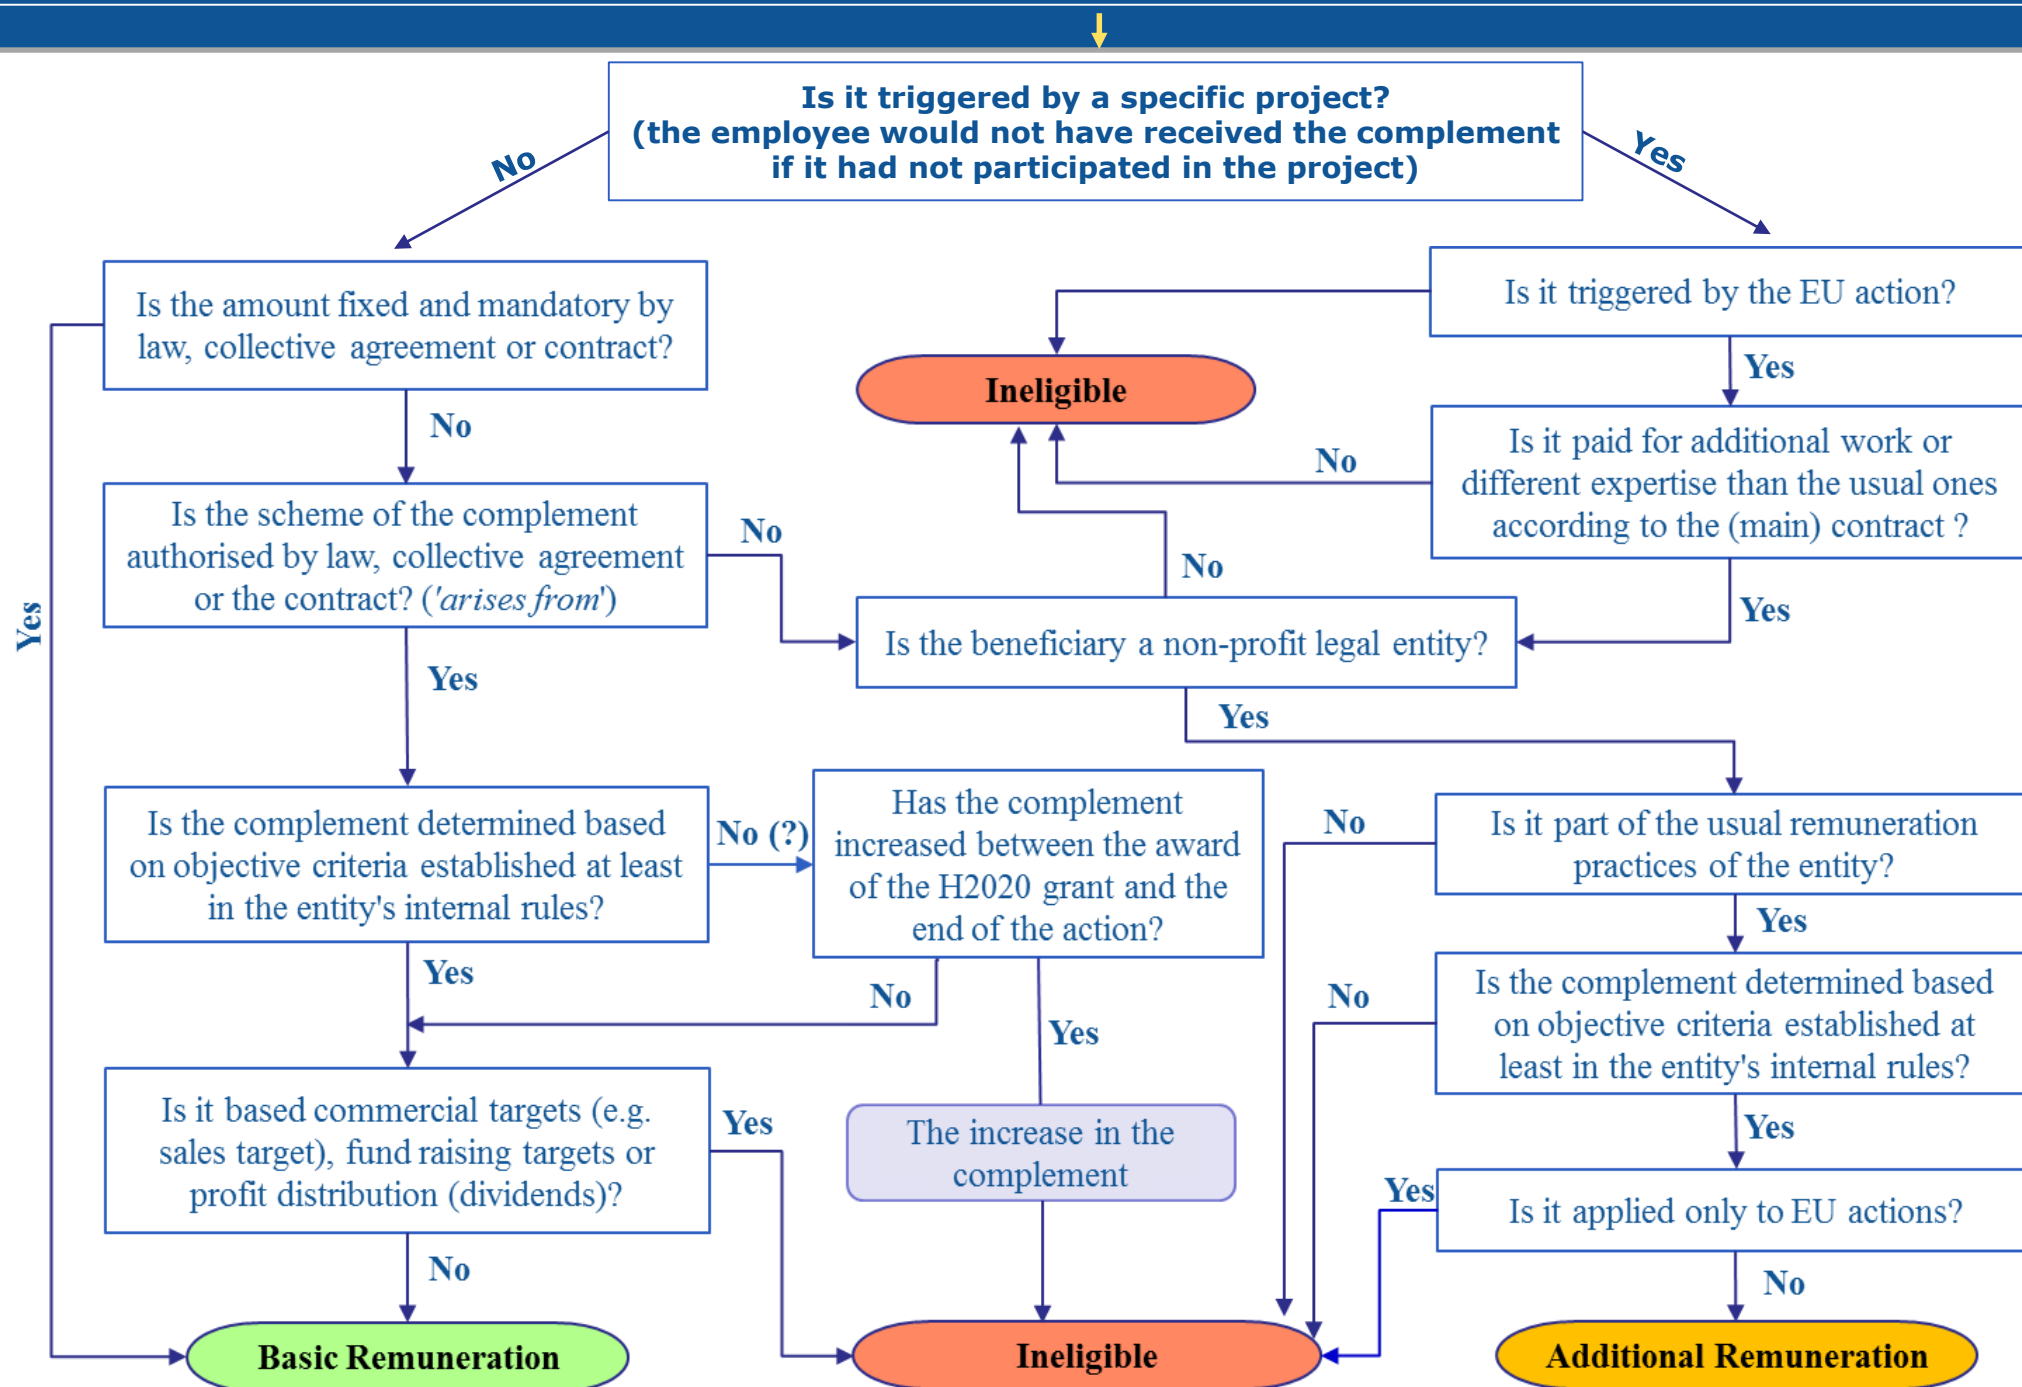 Is it triggered by a specific project?
(the employee would not have received the complement
if it had not participated in the project)
No
Yes
Is the amount fixed and mandatory by
law, collective agreement or contract?
Is it triggered by the EU action?
Yes
Ineligible
No
Is it paid for additional work or
different expertise than the usual ones
according to the (main) contract ?
No
Is the scheme of the complement
authorised by law, collective agreement
or the contract? ('arises from')
No
No
Yes
Yes
Is the beneficiary a non-profit legal entity?
Yes
Yes
Is the complement determined based
on objective criteria established at least
in the entity's internal rules?
No (?)
Has the complement
increased between the award
of the H2020 grant and the
end of the action?
No
Is it part of the usual remuneration
practices of the entity?
Yes
Yes
No
Yes
No
Is the complement determined based
on objective criteria established at
least in the entity's internal rules?
Is it based commercial targets (e.g.
sales target), fund raising targets or
profit distribution (dividends)?
Yes
The increase in the
complement
Yes
Yes
Is it applied only to EU actions?
No
No
Basic Remuneration
Ineligible
Additional Remuneration